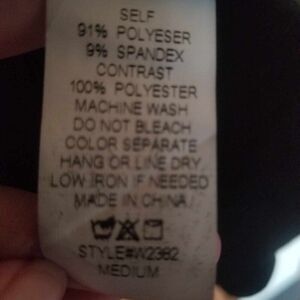 SELF
91% POLYESER
9% SPANDEX
CONTRAST
100% POLYESTER
MACHINE WASH
DO NOT BLEACH
COLOR SEPARATE
HANG OR LINE DRY
LOW IRON IF NEEDED
MADE IN CHINA
STYLE#W2382
MEDIUM